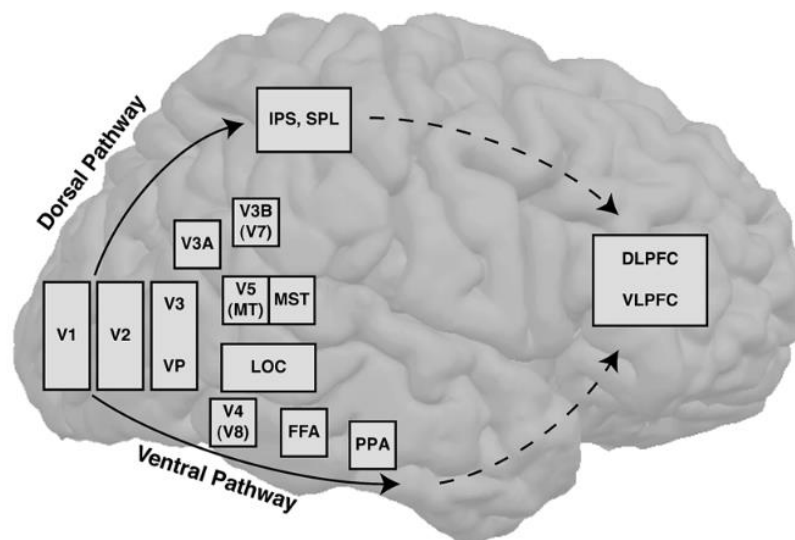 Dorsal Pathway
IPS, SPL
V3B
(V7)
V3A
DLPFC
VLPFC
V1
V2
V3
VP
V5
(MT)
MST
LOC
V4
(V8)
FFA
PPA
Ventral Pathway